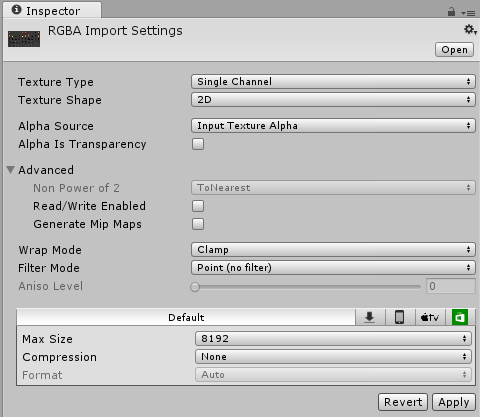 Inspector
RGBA Import Settings
Open
Texture Type Single Channel
Texture Shape 2D
Alpha Source Input Texture Alpha
Alpha Is Transparency
Advanced
Non Power of 2 ToNearest
Read/Write Enabled
Generate Mip Maps
Wrap Mode Clamp
Filter Mode Point (no filter)
Aniso Level 0
Default tv
Max Size 8192
Compression None
Format Auto
Revert Apply